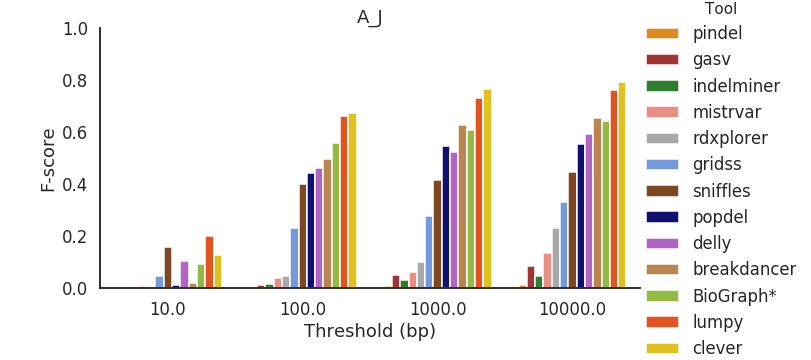 A_J
Tool
1.0
0.8
0.6
0.4
0.2
0.0
F-score
10.0
100.0
1000.0
10000.0
Threshold (bp)
pindel
gasv
indelminer
mistrvar
rdxplorer
gridss
sniffles
popdel
delly
breakdancer
BioGraph*
lumpy
clever